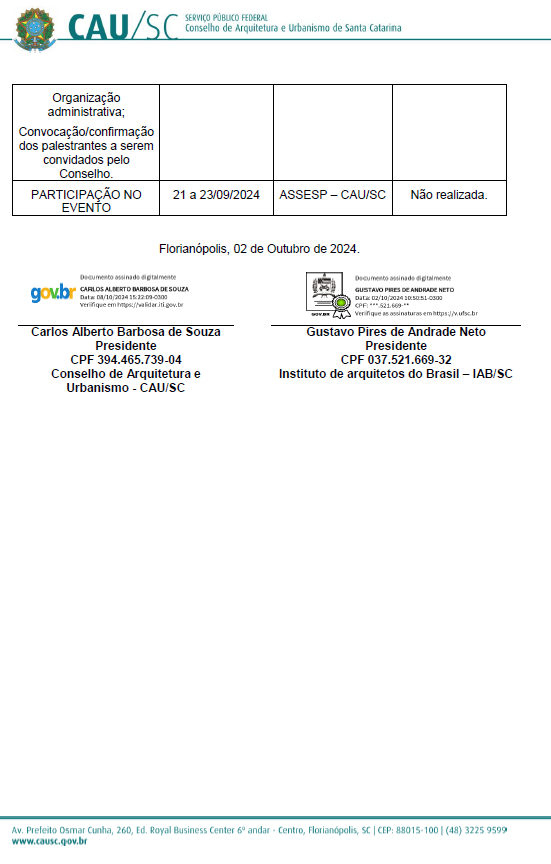 CAU/SC
SERVIÇO PÚBLICO FEDERAL
Conselho de Arquitetura e Urbanismo de Santa Catarina
Organização
administrativa;
Convocação/confirmação
dos palestrantes a serem
convidados pelo
Conselho.
PARTICIPAÇÃO NO
EVENTO
21 a 23/09/2024
ASSESP – CAU/SC
Não realizada.
Florianópolis, 02 de Outubro de 2024.
gov.br
Documento assinado digitalmente
CARLOS ALBERTO BARBOSA DE SOUZA
Data: 08/10/2024 15:22:09-0300
Verifique em https://validar.iti.gov.br
Carlos Alberto Barbosa de Souza
Presidente
CPF 394.465.739-04
Conselho de Arquitetura e
Urbanismo - CAU/SC
GOV.BR
Documento assinado digitalmente
GUSTAVO PIRES DE ANDRADE NETO
Data: 02/10/2024 10:50:51-0300
CPF: ***.521.669-**
Verifique as assinaturas em https://v.ufsc.br
Gustavo Pires de Andrade Neto
Presidente
CPF 037.521.669-32
Instituto de arquitetos do Brasil – IAB/SC
Av. Prefeito Osmar Cunha, 260, Ed. Royal Business Center 6º andar - Centro, Florianópolis, SC | CEP: 88015-100 | (48) 3225 9599
www.causc.gov.br